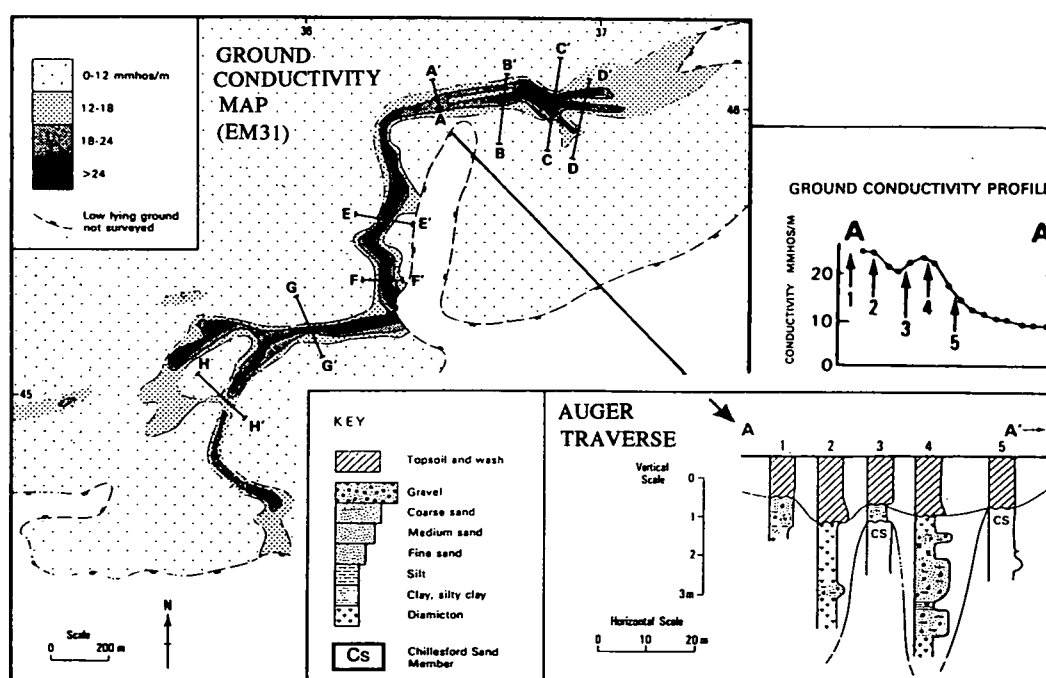 36
37
46
45
0-12 mmhos/m
12-18
18-24
>24
Low lying ground
not surveyed
GROUND
CONDUCTIVITY
MAP
(EM31)
A'
A
B'
B
C'
C
D'
D
E
E'
F
F'
G
G'
H
H'
Scale
0 200 m
N
GROUND CONDUCTIVITY PROFILE
A
A
CONDUCTIVITY MMHOS/M
20
10
0
1
2
3
4
5
KEY
Topsoil and wash
Gravel
Coarse sand
Medium sand
Fine sand
Silt
Clay, silty clay
Diamicton
Cs
Chillesford Sand
Member
AUGER
TRAVERSE
Vertical
Scale
0
1
2
3m
Horizontal Scale
0 10 20 m
A
A'
1
2
3
4
5
CS
CS